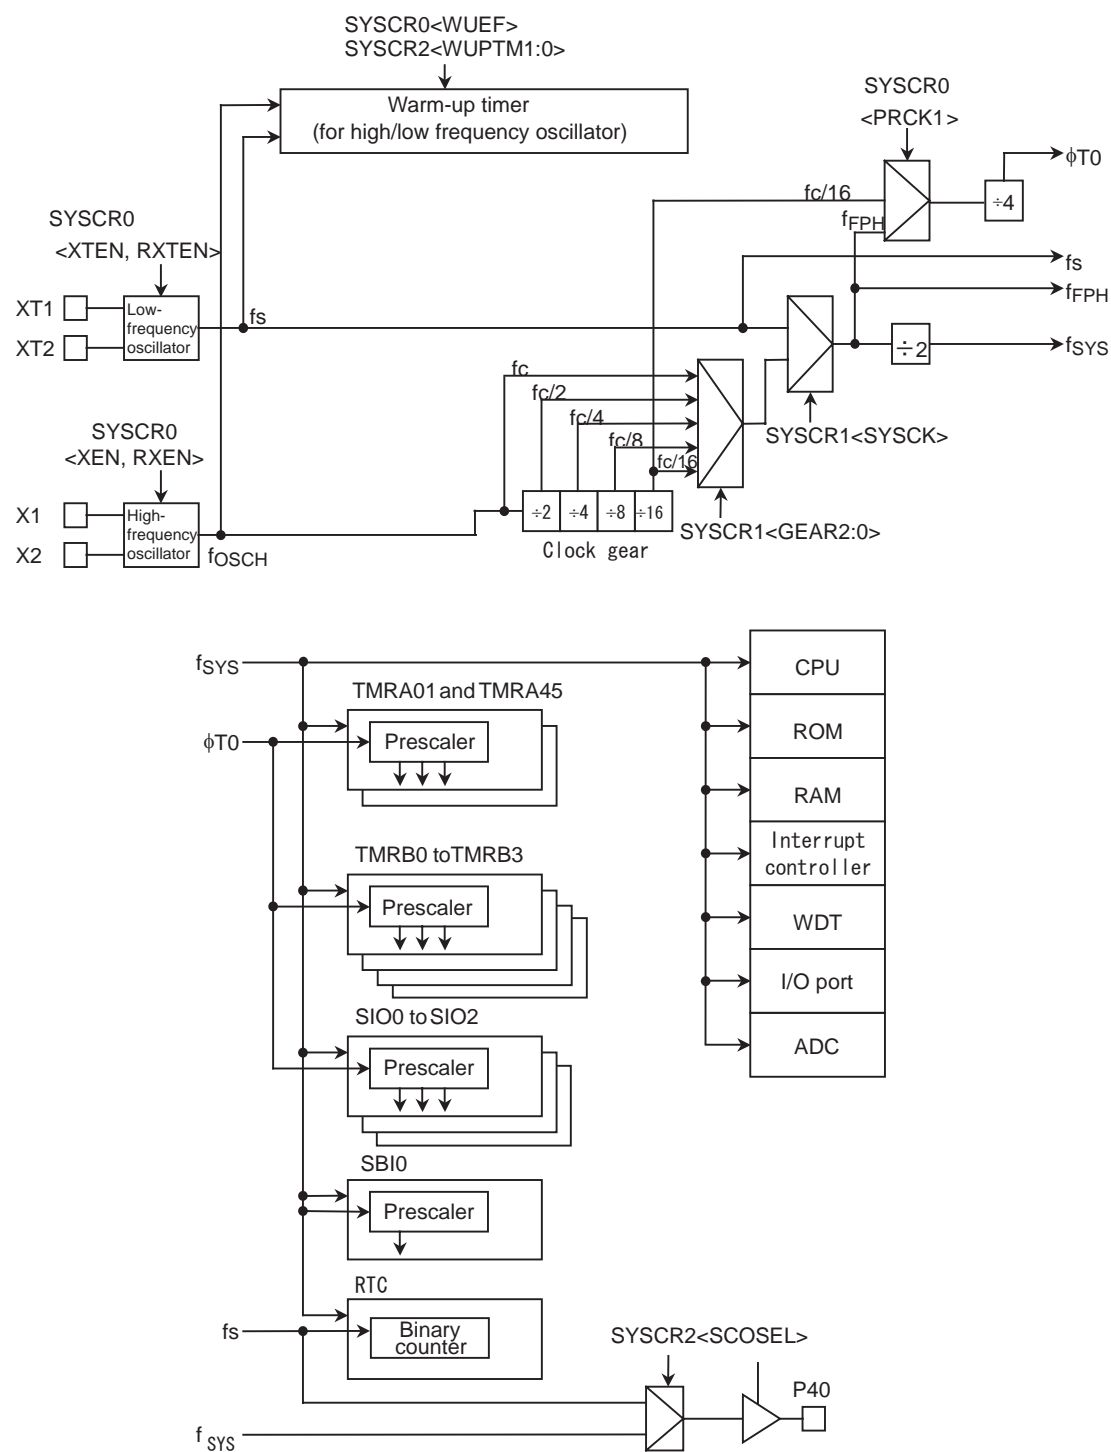 SYSCR0<WUEF>
SYSCR2<WUPTM1:0>
Warm-up timer
(for high/low frequency oscillator)
SYSCR0
<PRCK1>
ϕT0
÷4
fc/16
fFPH
SYSCR0
<XTEN, RXTEN>
fs
fFPH
XT1
XT2
Low-
frequency
oscillator
fs
÷2
fSYS
fc
fc/2
fc/4
fc/8
fc/16
SYSCR1<SYSCK>
SYSCR0
<XEN, RXEN>
X1
X2
High-
frequency
oscillator
fOSCH
÷2
÷4
÷8
÷16
Clock gear
SYSCR1<GEAR2:0>
fSYS
CPU
TMRA01 and TMRA45
ROM
ϕT0
Prescaler
RAM
Interrupt
controller
TMRB0 toTMRB3
Prescaler
WDT
I/O port
SIO0 to SIO2
ADC
Prescaler
SBI0
Prescaler
RTC
fs
Binary
counter
SYSCR2<SCOSEL>
P40
f SYS